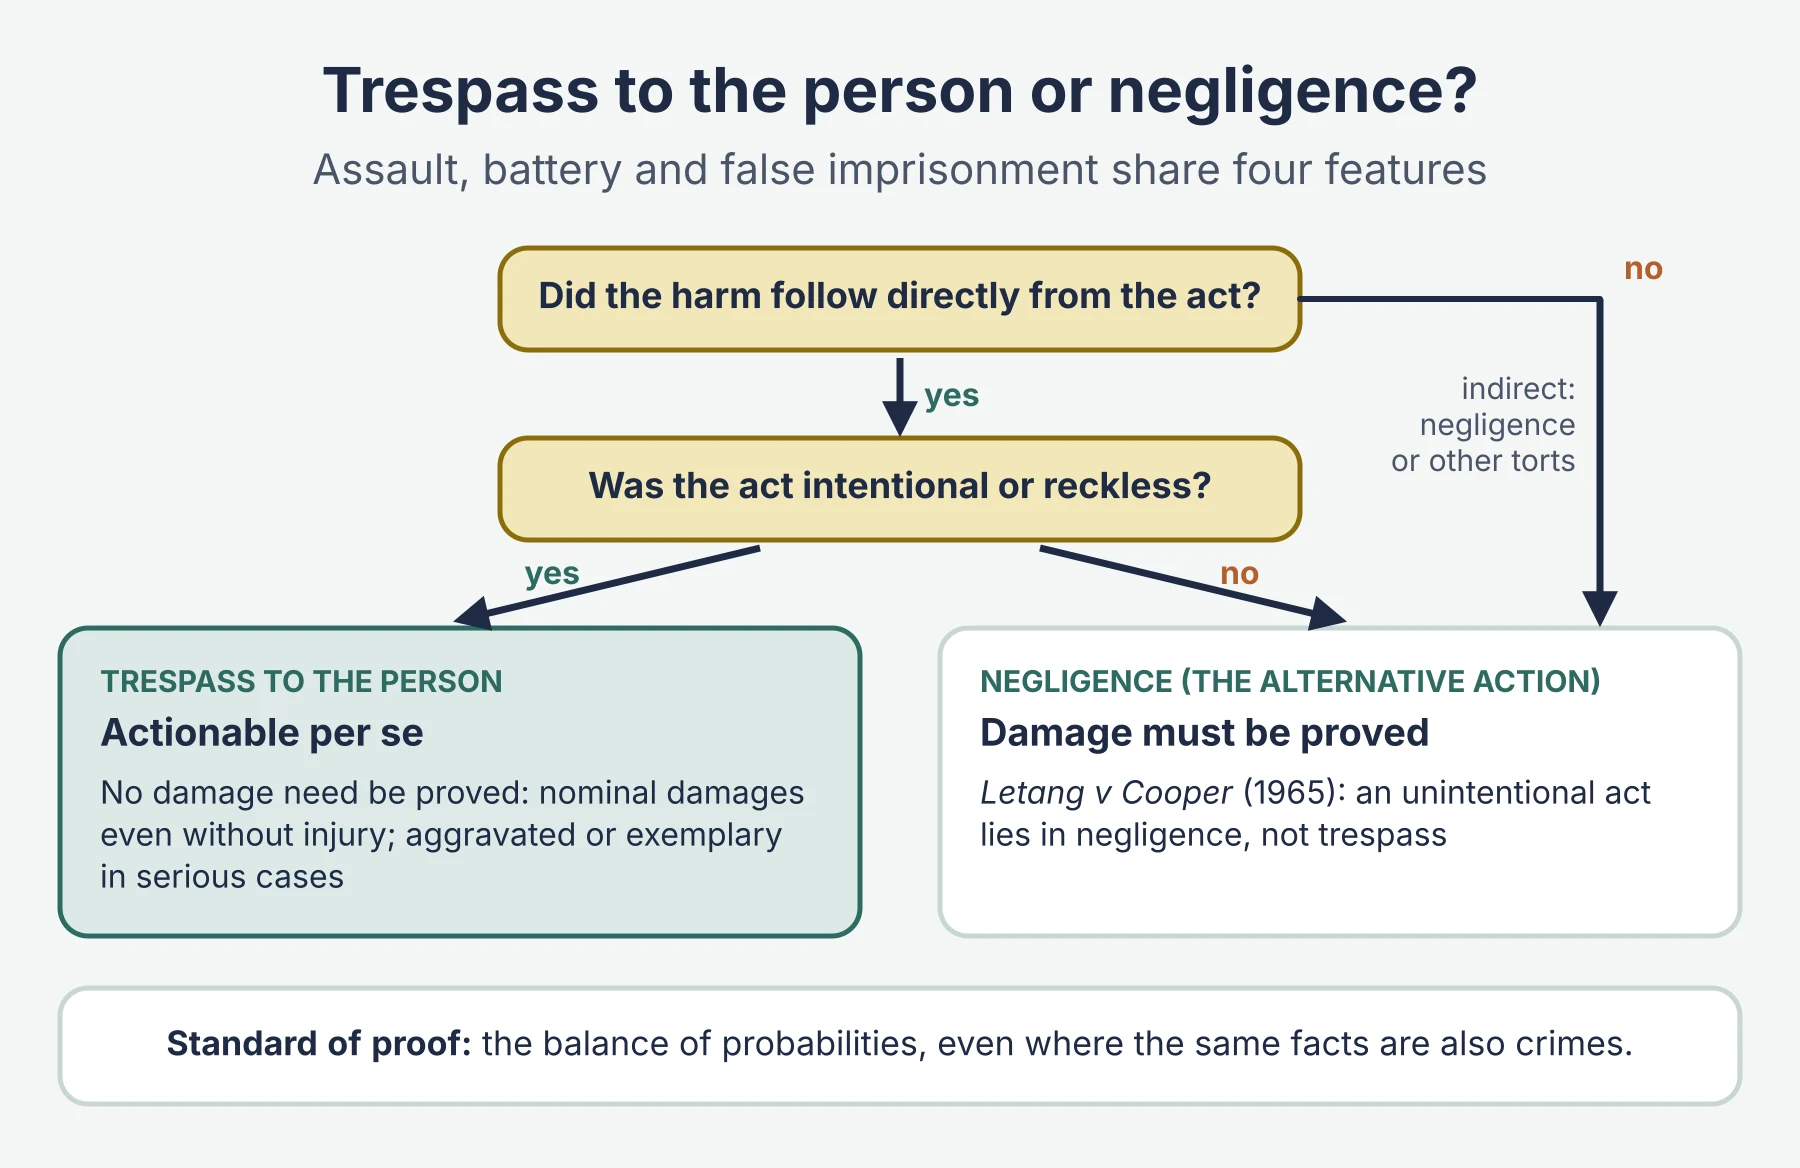 Trespass to the person or negligence?
Assault, battery and false imprisonment share four features
Did the harm follow directly from the act?
no
yes
indirect:
negligence
or other torts
Was the act intentional or reckless?
yes
no
TRESPASS TO THE PERSON
Actionable per se
No damage need be proved: nominal damages
even without injury; aggravated or exemplary
in serious cases
NEGLIGENCE (THE ALTERNATIVE ACTION)
Damage must be proved
Letang v Cooper (1965): an unintentional act
lies in negligence, not trespass
Standard of proof: the balance of probabilities, even where the same facts are also crimes.